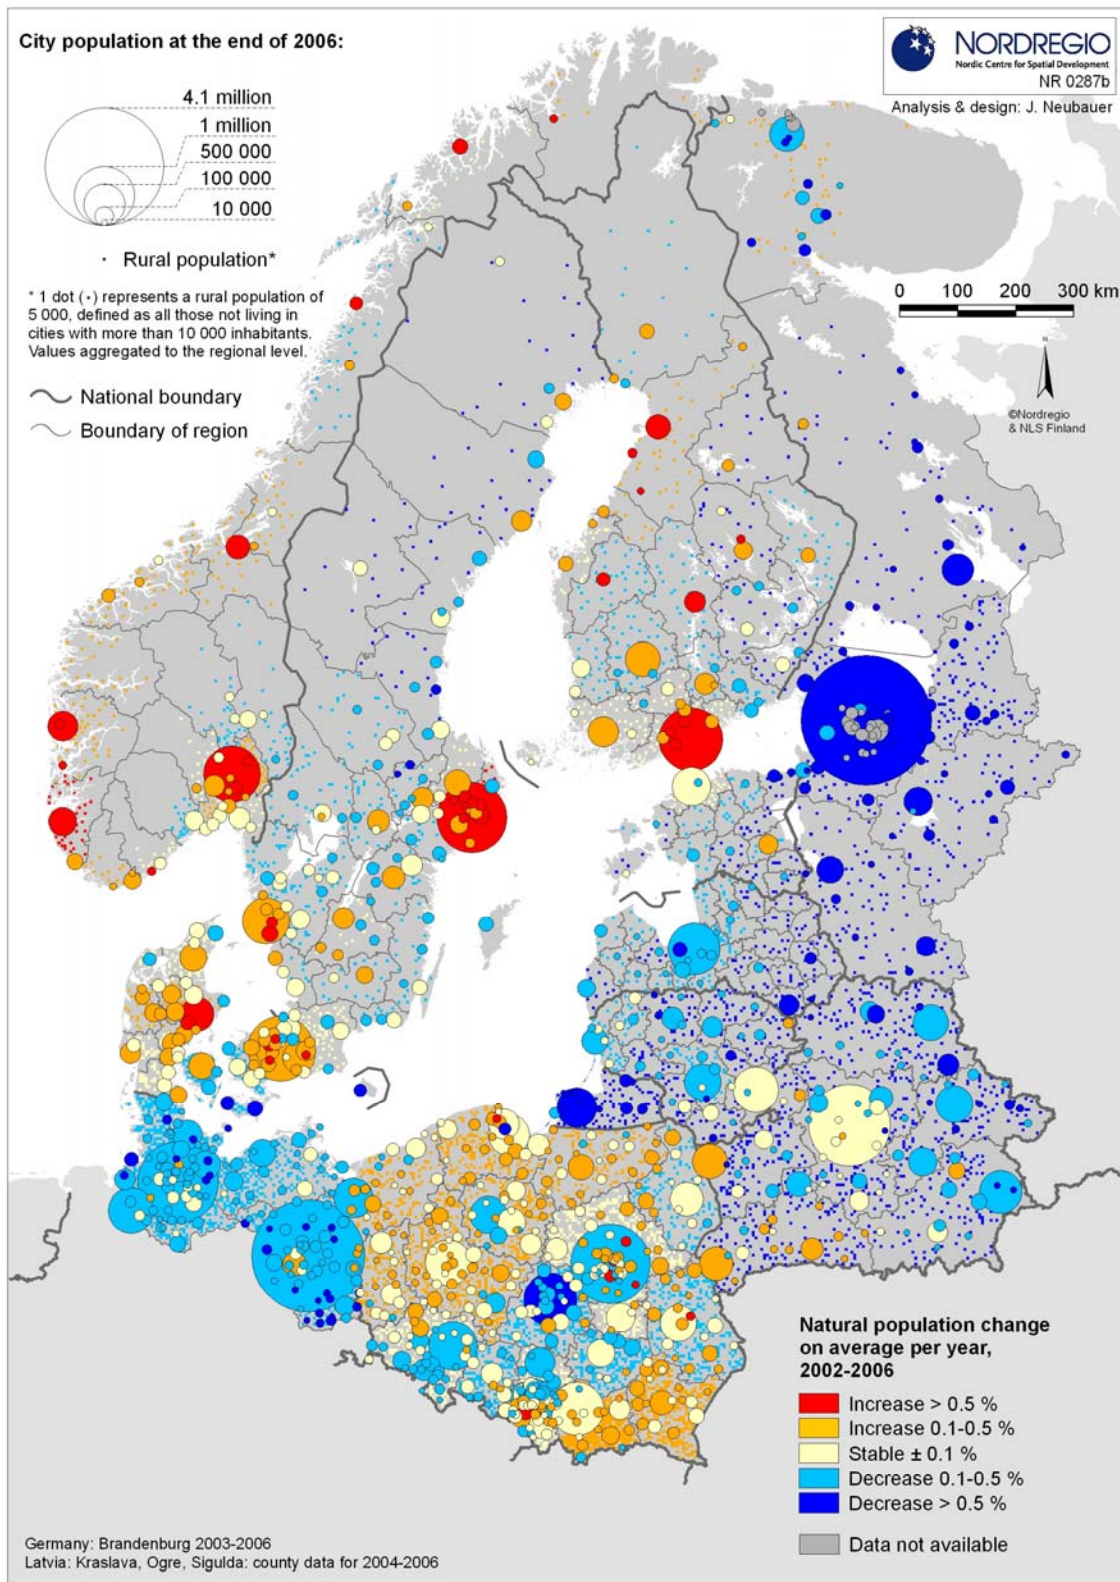 City population at the end of 2006:
4.1 million
1 million
500 000
100 000
10 000
Rural population*
* 1 dot (▪) represents a rural population of
5 000, defined as all those not living in
cities with more than 10 000 inhabitants.
Values aggregated to the regional level.
National boundary
Boundary of region
NORDREGIO
Nordic Centre for Spatial Development
NR 0287b
Analysis & design: J. Neubauer
0 100 200 300 km
N
©Nordregio
& NLS Finland
Natural population change
on average per year,
2002-2006
Increase > 0.5 %
Increase 0.1-0.5 %
Stable ± 0.1 %
Decrease 0.1-0.5 %
Decrease > 0.5 %
Data not available
Germany: Brandenburg 2003-2006
Latvia: Kraslava, Ogre, Sigulda: county data for 2004-2006